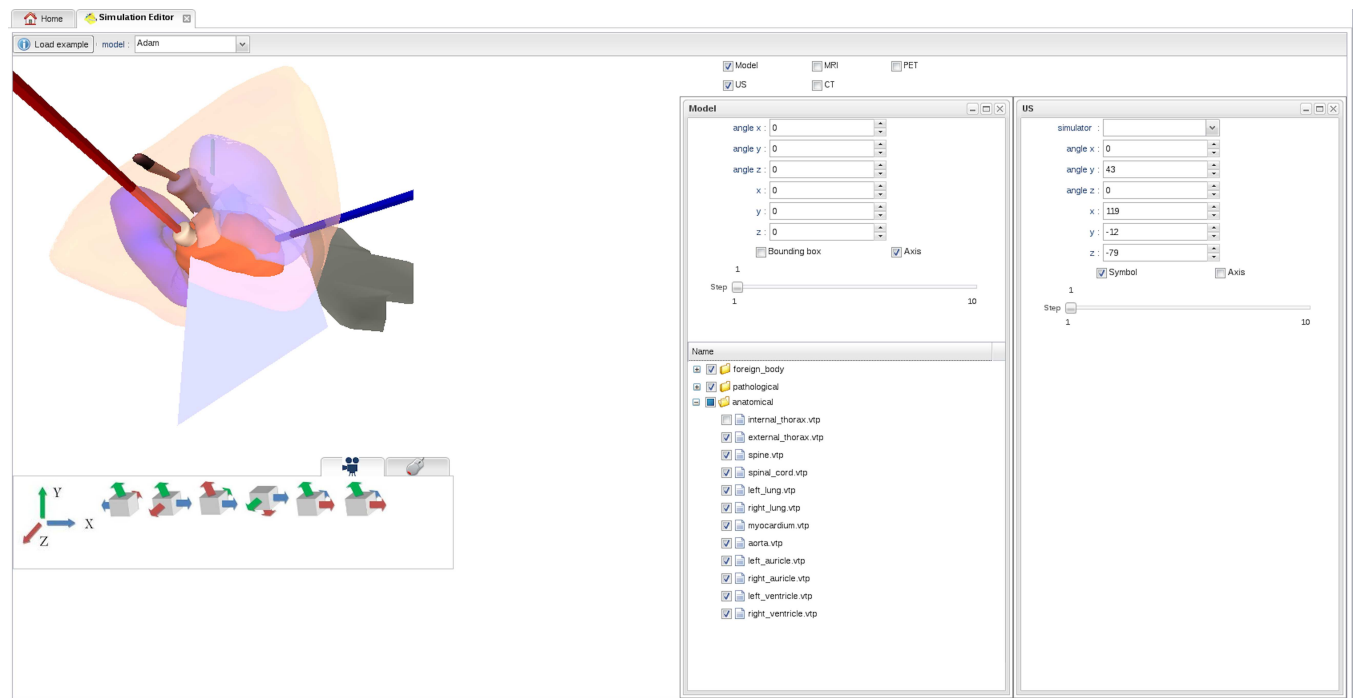 Home Simulation Editor
Load example model : Adam
Model MRI PET
US CT
Model
angle x : 0
angle y : 0
angle z : 0
x : 0
y : 0
z : 0
Bounding box Axis
1
Step
1 10
Name
foreign_body
pathological
anatomical
internal_thorax.vtp
external_thorax.vtp
spine.vtp
spinal_cord.vtp
left_lung.vtp
right_lung.vtp
myocardium.vtp
aorta.vtp
left_auricle.vtp
right_auricle.vtp
left_ventricle.vtp
right_ventricle.vtp
US
simulator :
angle x : 0
angle y : 43
angle z : 0
x : 119
y : -12
z : -79
Symbol Axis
1
Step
1 10
Y
X
Z